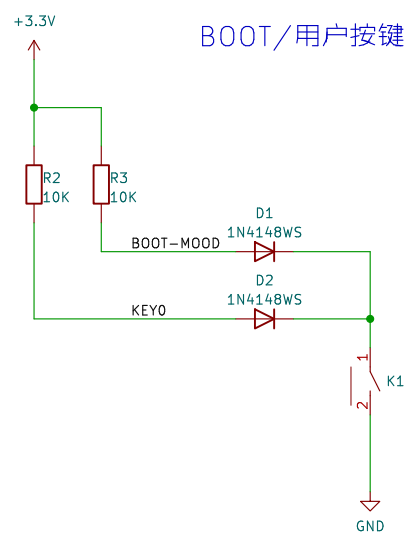 +3.3V
BOOT/用户按键
R2
10K
R3
10K
D1
1N4148WS
BOOT-MOOD
D2
1N4148WS
KEY0
1
K1
2
GND